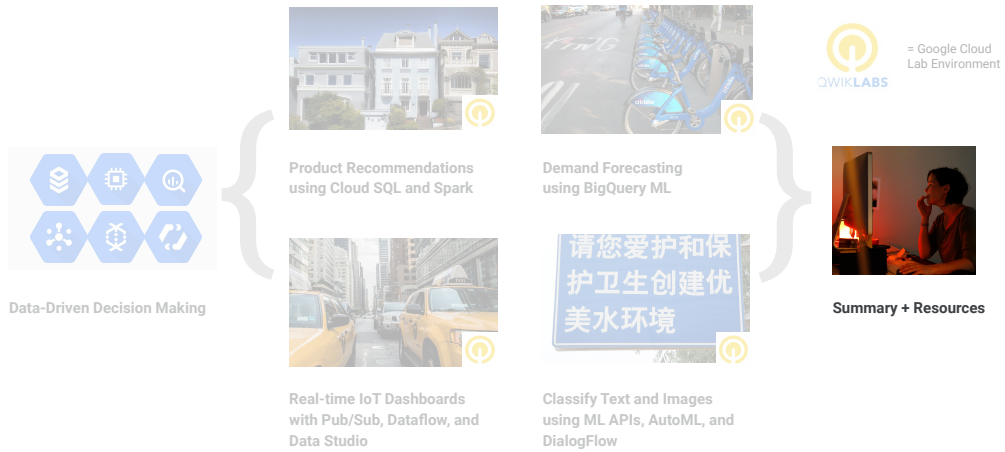 Data-Driven Decision Making
Product Recommendations
using Cloud SQL and Spark
Demand Forecasting
using BigQuery ML
Real-time IoT Dashboards
with Pub/Sub, Dataflow, and
Data Studio
请您爱护和保
护卫生创建优
美水环境
Classify Text and Images
using ML APIs, AutoML, and
DialogFlow
QWIKLABS
= Google Cloud
Lab Environment
Summary + Resources